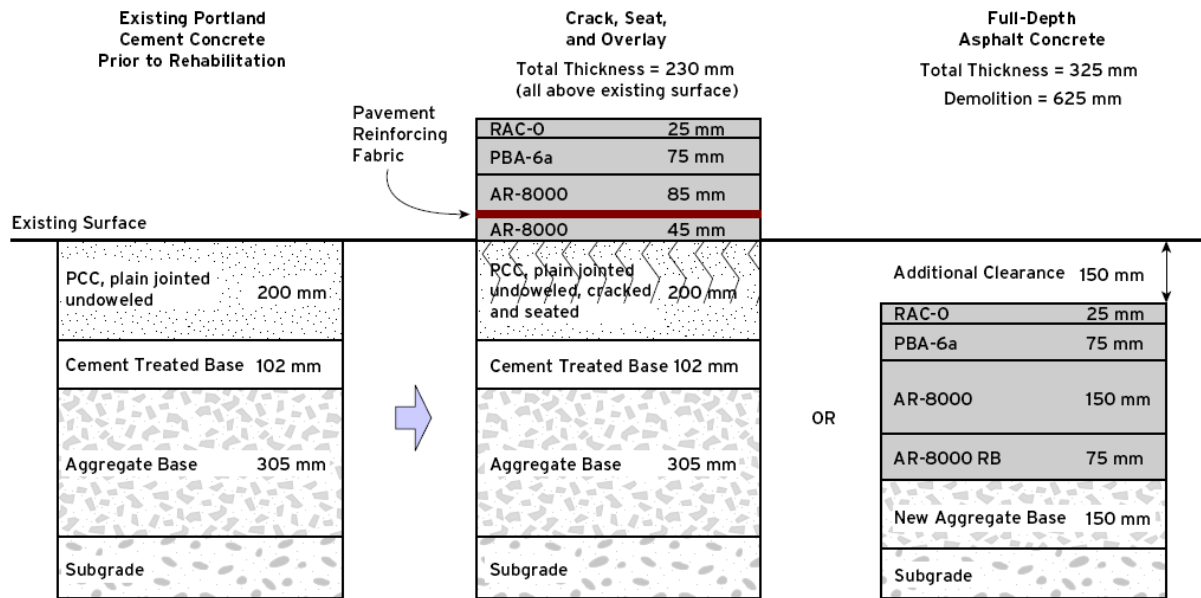 Existing Portland
Cement Concrete
Prior to Rehabilitation
Crack, Seat,
and Overlay
Total Thickness = 230 mm
(all above existing surface)
Full-Depth
Asphalt Concrete
Total Thickness = 325 mm
Demolition = 625 mm
Pavement
Reinforcing
Fabric
Existing Surface
PCC, plain jointed
undoweled 200 mm
Cement Treated Base 102 mm
Aggregate Base 305 mm
Subgrade
RAC-O 25 mm
PBA-6a 75 mm
AR-8000 85 mm
AR-8000 45 mm
PCC, plain jointed
undoweled, cracked 200 mm
and seated
Cement Treated Base 102 mm
Aggregate Base 305 mm
Subgrade
OR
Additional Clearance 150 mm
RAC-O 25 mm
PBA-6a 75 mm
AR-8000 150 mm
AR-8000 RB 75 mm
New Aggregate Base 150 mm
Subgrade